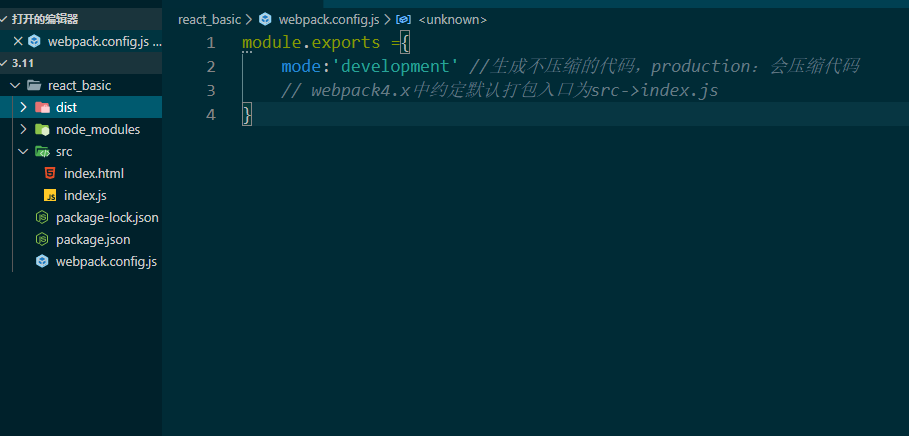 打开的编辑器
webpack.config.js ...
3.11
react_basic
dist
node_modules
src
index.html
index.js
package-lock.json
package.json
webpack.config.js
react_basic > webpack.config.js > <unknown>
1 module.exports ={
2 mode:'development' //生成不压缩的代码，production：会压缩代码
3 // webpack4.x中约定默认打包入口为src->index.js
4 }